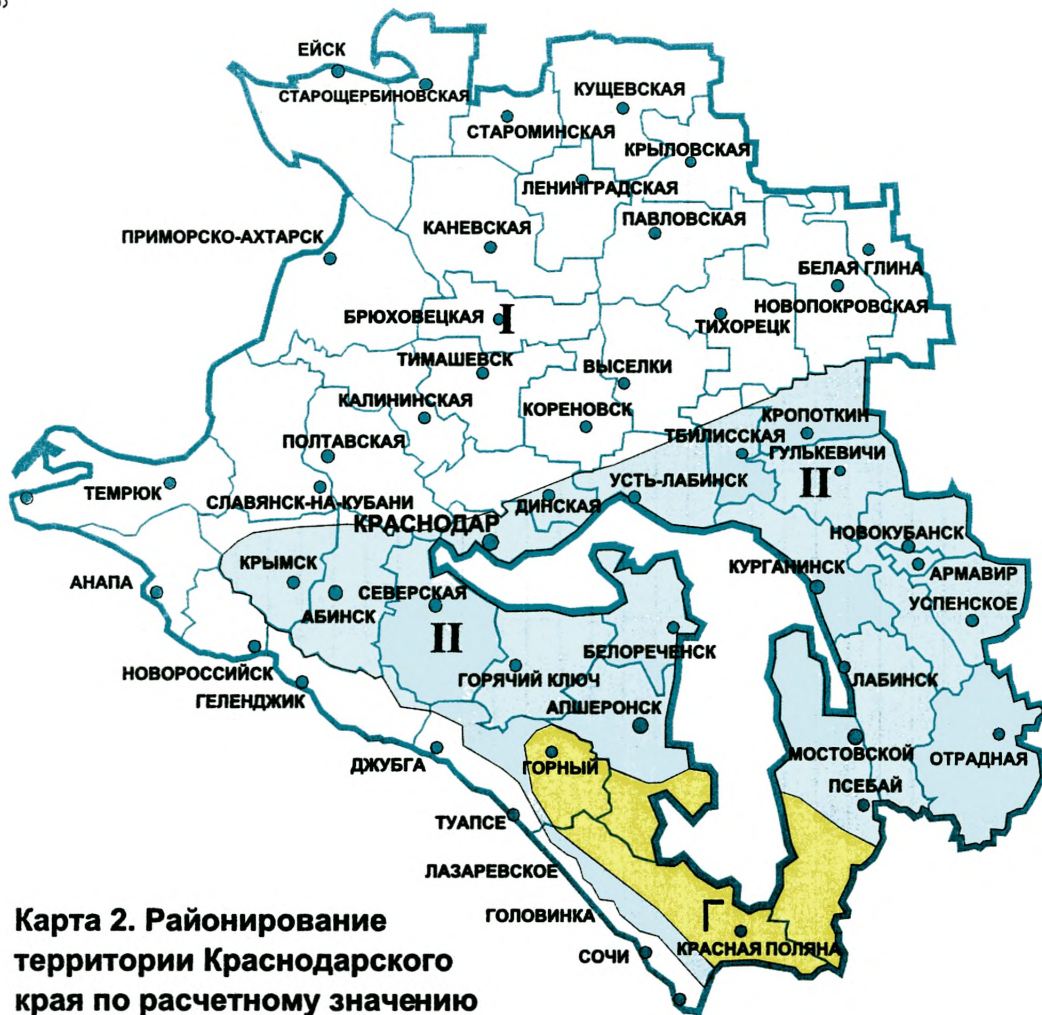 ЕЙСК
СТАРОЩЕРБИНОВСКАЯ
КУЩЕВСКАЯ
СТАРОМИНСКАЯ
КРЫЛОВСКАЯ
ЛЕНИНГРАДСКАЯ
КАНЕВСКАЯ
ПАВЛОВСКАЯ
ПРИМОРСКО-АХТАРСК
БЕЛАЯ ГЛИНА
НОВОПОКРОВСКАЯ
БРЮХОВЕЦКАЯ
I
ТИХОРЕЦК
ТИМАШЕВСК
ВЫСЕЛКИ
КАЛИНИНСКАЯ
КОРЕНОВСК
КРОПОТКИН
ПОЛТАВСКАЯ
ТБИЛИССКАЯ
ГУЛЬКЕВИЧИ
II
ТЕМРЮК
СЛАВЯНСК-НА-КУБАНИ
УСТЬ-ЛАБИНСК
ДИНСКАЯ
КРАСНОДАР
НОВОКУБАНСК
КРЫМСК
АНАПА
СЕВЕРСКАЯ
КУРГАНИНСК
АРМАВИР
АБИНСК
УСПЕНСКОЕ
II
БЕЛОРЕЧЕНСК
НОВОРОССИЙСК
ГОРЯЧИЙ КЛЮЧ
ЛАБИНСК
ГЕЛЕНДЖИК
АПШЕРОНСК
МОСТОВСКОЙ
ОТРАДНАЯ
ДЖУБГА
ГОРНЫЙ
ПСЕБАЙ
ТУАПСЕ
ЛАЗАРЕВСКОЕ
ГОЛОВИНКА
Г
КРАСНАЯ ПОЛЯНА
СОЧИ
Карта 2. Районирование
территории Краснодарского
края по расчетному значению